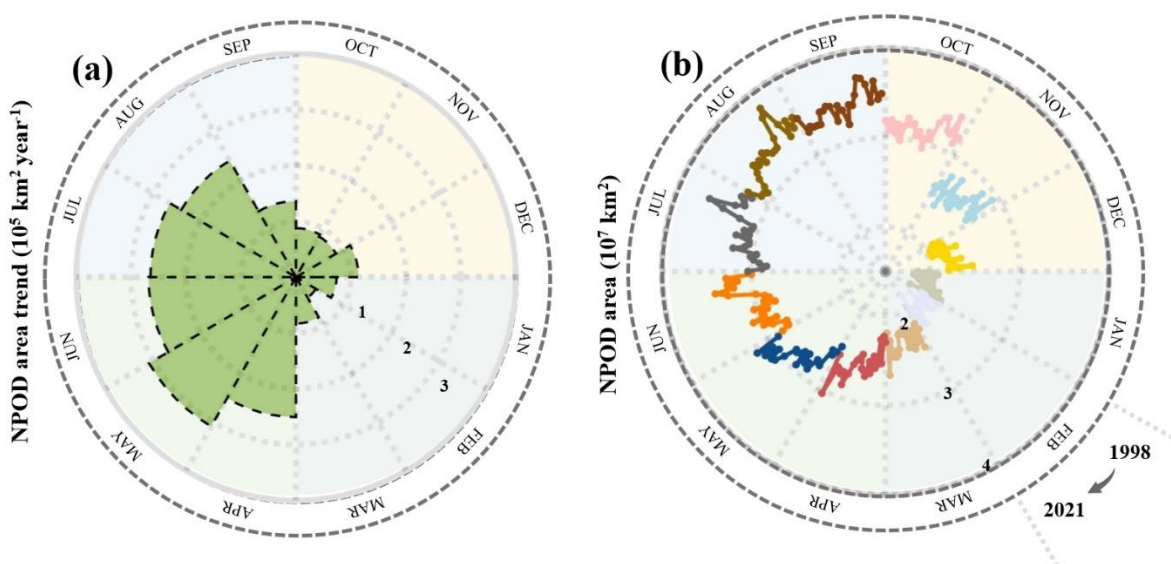 (a)
NPOD area trend (10⁵ km² year⁻¹)
SEP
OCT
NOV
DEC
JAN
FEB
MAR
APR
MAY
JUN
JUL
AUG
1
2
3
(b)
NPOD area (10⁷ km²)
SEP
OCT
NOV
DEC
JAN
FEB
MAR
APR
MAY
JUN
JUL
AUG
2
3
4
1998
2021